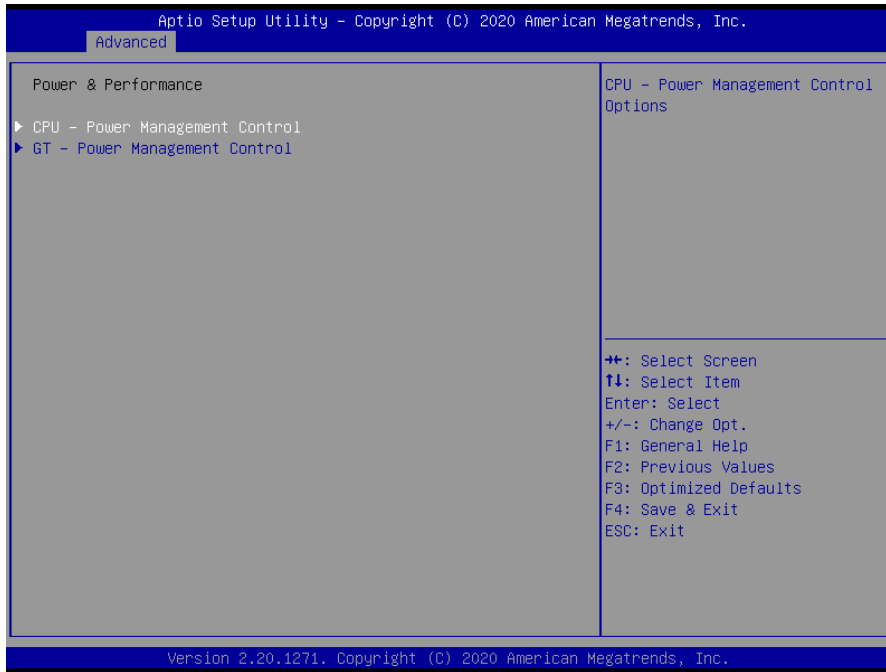 Aptio Setup Utility – Copyright (C) 2020 American Megatrends, Inc.
Advanced
Power & Performance
▶ CPU – Power Management Control
▶ GT – Power Management Control
CPU – Power Management Control
Options
→←: Select Screen
↑↓: Select Item
Enter: Select
+/–: Change Opt.
F1: General Help
F2: Previous Values
F3: Optimized Defaults
F4: Save & Exit
ESC: Exit
Version 2.20.1271. Copyright (C) 2020 American Megatrends, Inc.